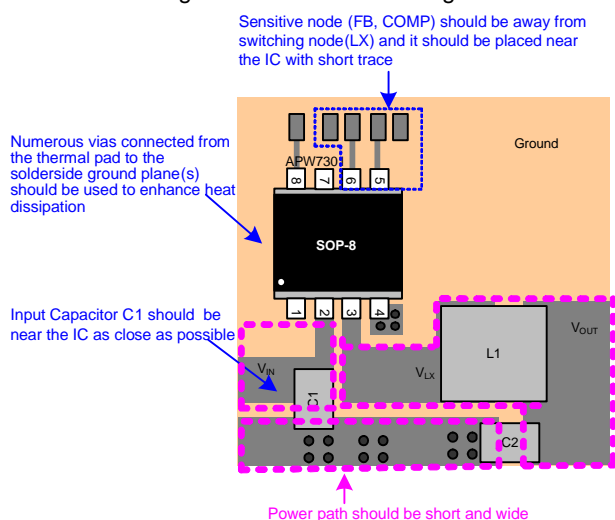 Sensitive node (FB, COMP) should be away from
switching node(LX) and it should be placed near
the IC with short trace
Ground
Numerous vias connected from
the thermal pad to the
solderside ground plane(s)
should be used to enhance heat
dissipation
APW730
8
7
6
5
SOP-8
1
2
3
4
Input Capacitor C1 should be
near the IC as close as possible
VIN
C1
VLX
L1
VOUT
C2
Power path should be short and wide